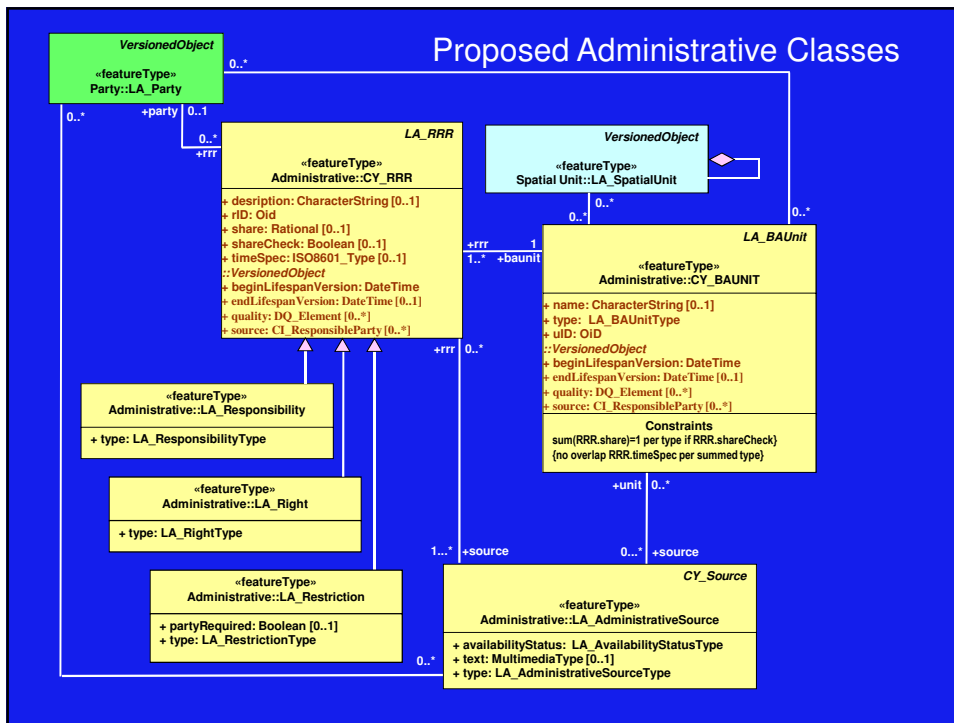 Proposed Administrative Classes
VersionedObject
«featureType»
Party::LA_Party
0..*
0..*
+party
0..1
0..*
+rrr
LA_RRR
«featureType»
Administrative::CY_RRR
+ desription: CharacterString [0..1]
+ rID: Oid
+ share: Rational [0..1]
+ shareCheck: Boolean [0..1]
+ timeSpec: ISO8601_Type [0..1]
::VersionedObject
+ beginLifespanVersion: DateTime
+ endLifespanVersion: DateTime [0..1]
+ quality: DQ_Element [0..*]
+ source: CI_ResponsibleParty [0..*]
VersionedObject
«featureType»
Spatial Unit::LA_SpatialUnit
0..*
0..*
0..*
+rrr
1
1..*
+baunit
LA_BAUnit
«featureType»
Administrative::CY_BAUNIT
+ name: CharacterString [0..1]
+ type: LA_BAUnitType
+ uID: OiD
::VersionedObject
+ beginLifespanVersion: DateTime
+ endLifespanVersion: DateTime [0..1]
+ quality: DQ_Element [0..*]
+ source: CI_ResponsibleParty [0..*]
Constraints
sum(RRR.share)=1 per type if RRR.shareCheck}
{no overlap RRR.timeSpec per summed type}
+rrr
0..*
«featureType»
Administrative::LA_Responsibility
+ type: LA_ResponsibilityType
«featureType»
Administrative::LA_Right
+ type: LA_RightType
«featureType»
Administrative::LA_Restriction
+ partyRequired: Boolean [0..1]
+ type: LA_RestrictionType
+unit
0..*
1...*
+source
0...*
+source
CY_Source
«featureType»
Administrative::LA_AdministrativeSource
+ availabilityStatus: LA_AvailabilityStatusType
+ text: MultimediaType [0..1]
+ type: LA_AdministrativeSourceType
0..*